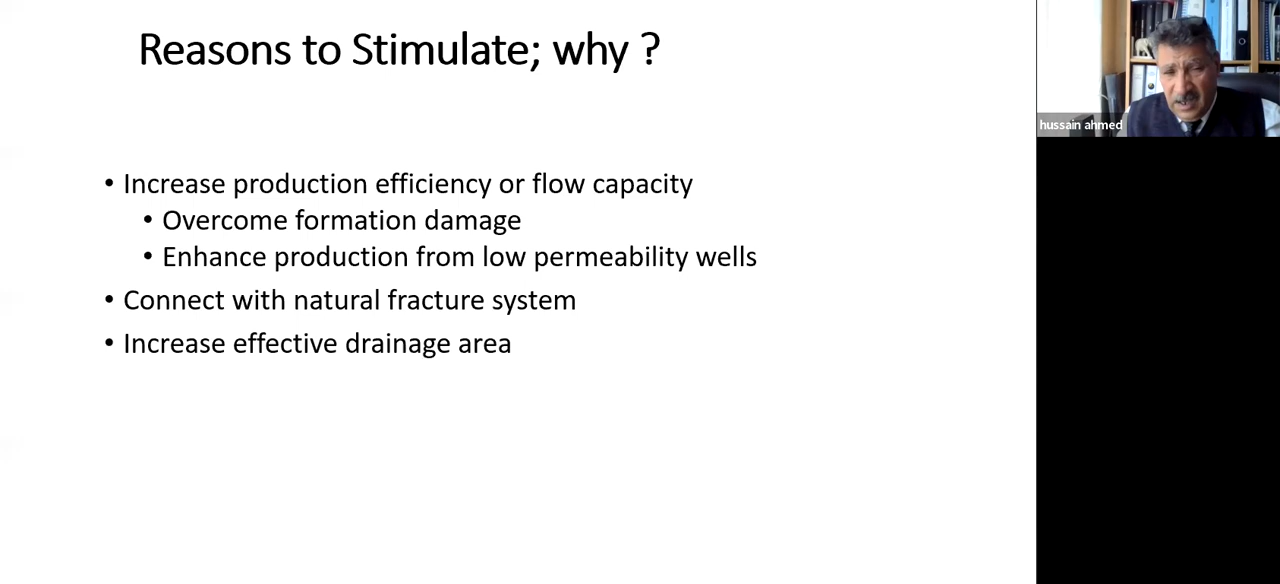 Reasons to Stimulate; why ?
hussain ahmed
• Increase production efficiency or flow capacity
• Overcome formation damage
• Enhance production from low permeability wells
• Connect with natural fracture system
• Increase effective drainage area